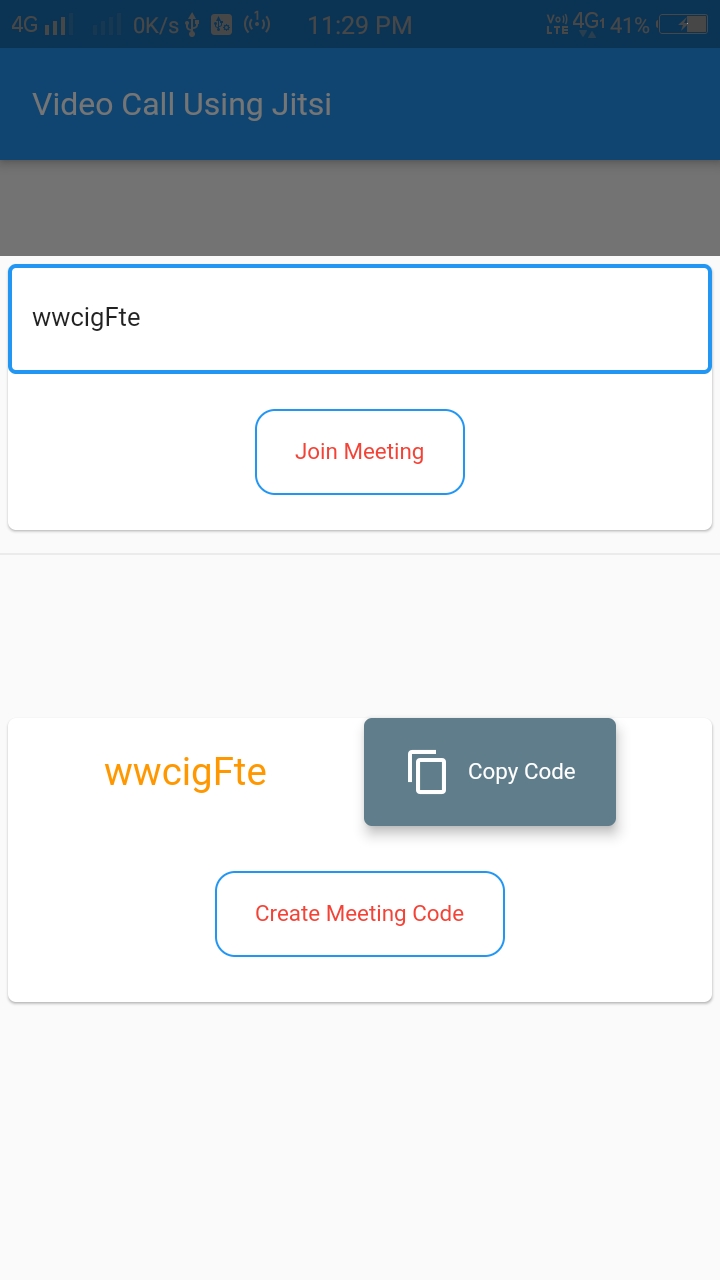 4G 0K/s 11:29 PM Vo)) LTE 4G1 41%
Video Call Using Jitsi
wwcigFte
Join Meeting
wwcigFte Copy Code
Create Meeting Code